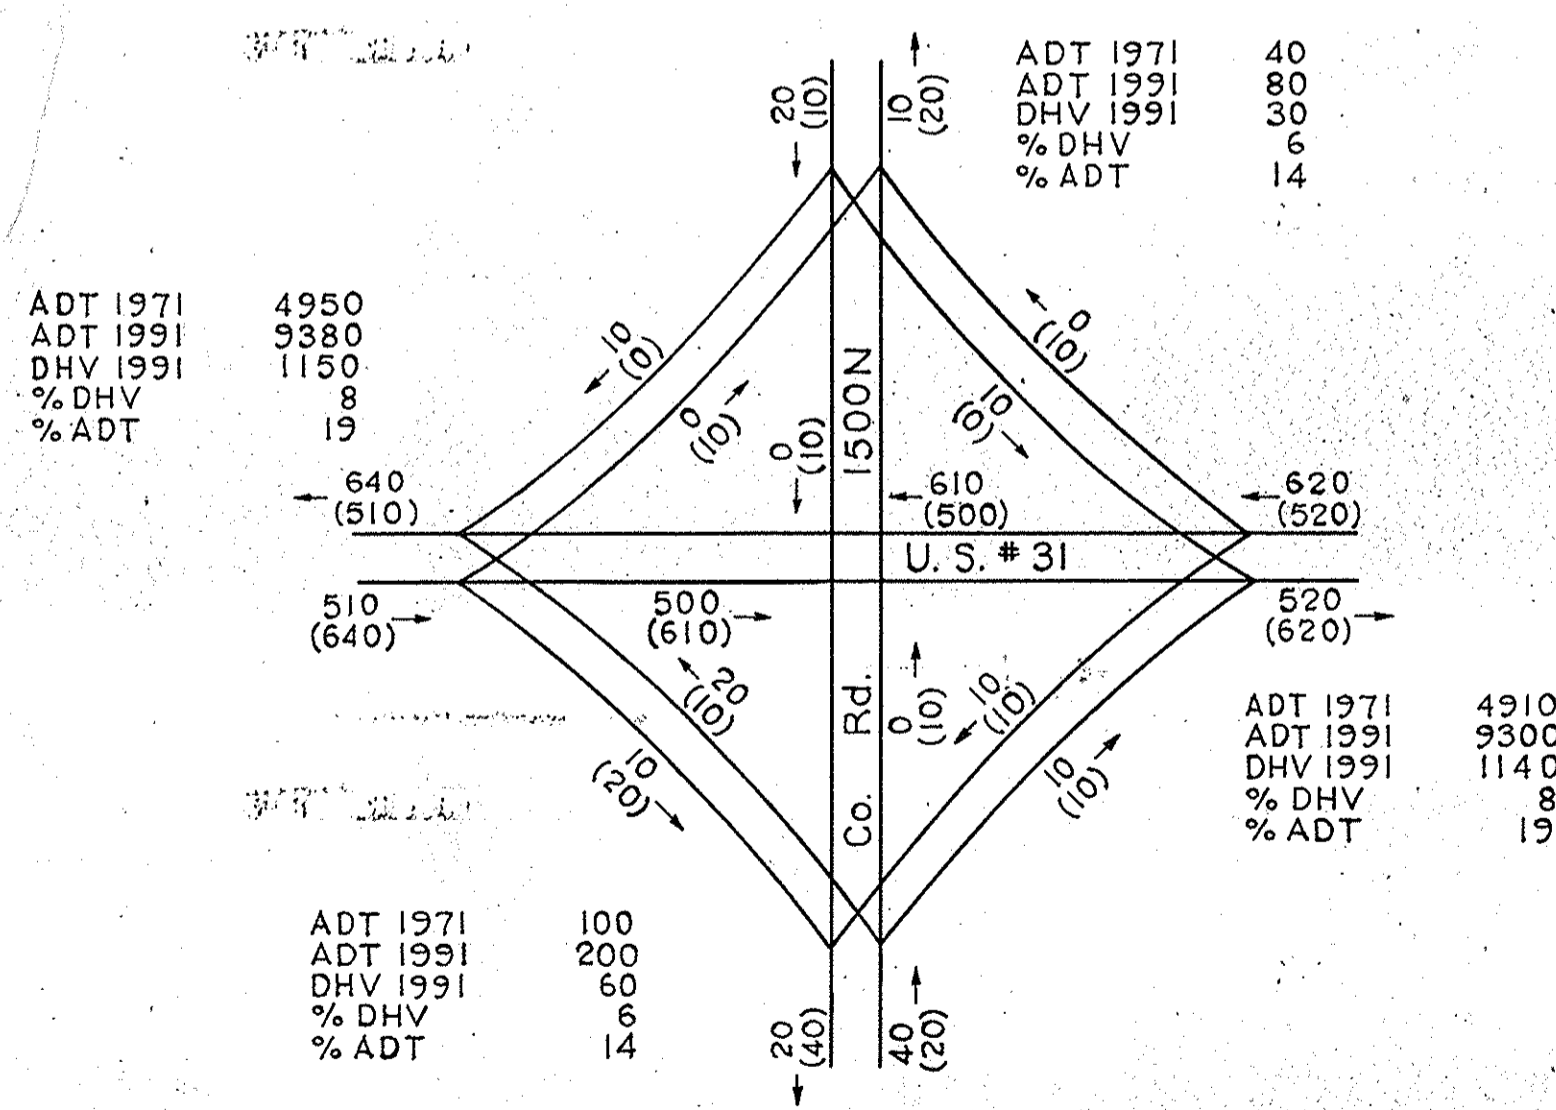 20
(10)
10
(20)
ADT 1971 40
ADT 1991 80
DHV 1991 30
% DHV 6
% ADT 14
ADT 1971 4950
ADT 1991 9380
DHV 1991 1150
% DHV 8
% ADT 19
10
(0)
0
(10)
0
(10)
1500N
10
(0)
0
(10)
640
(510)
610
(500)
620
(520)
U. S. # 31
510
(640)
500
(610)
520
(620)
20
(10)
10
(20)
Co. Rd.
0
(10)
10
(10)
10
(10)
ADT 1971 4910
ADT 1991 9300
DHV 1991 1140
% DHV 8
% ADT 19
ADT 1971 100
ADT 1991 200
DHV 1991 60
% DHV 6
% ADT 14
20
(40)
40
(20)